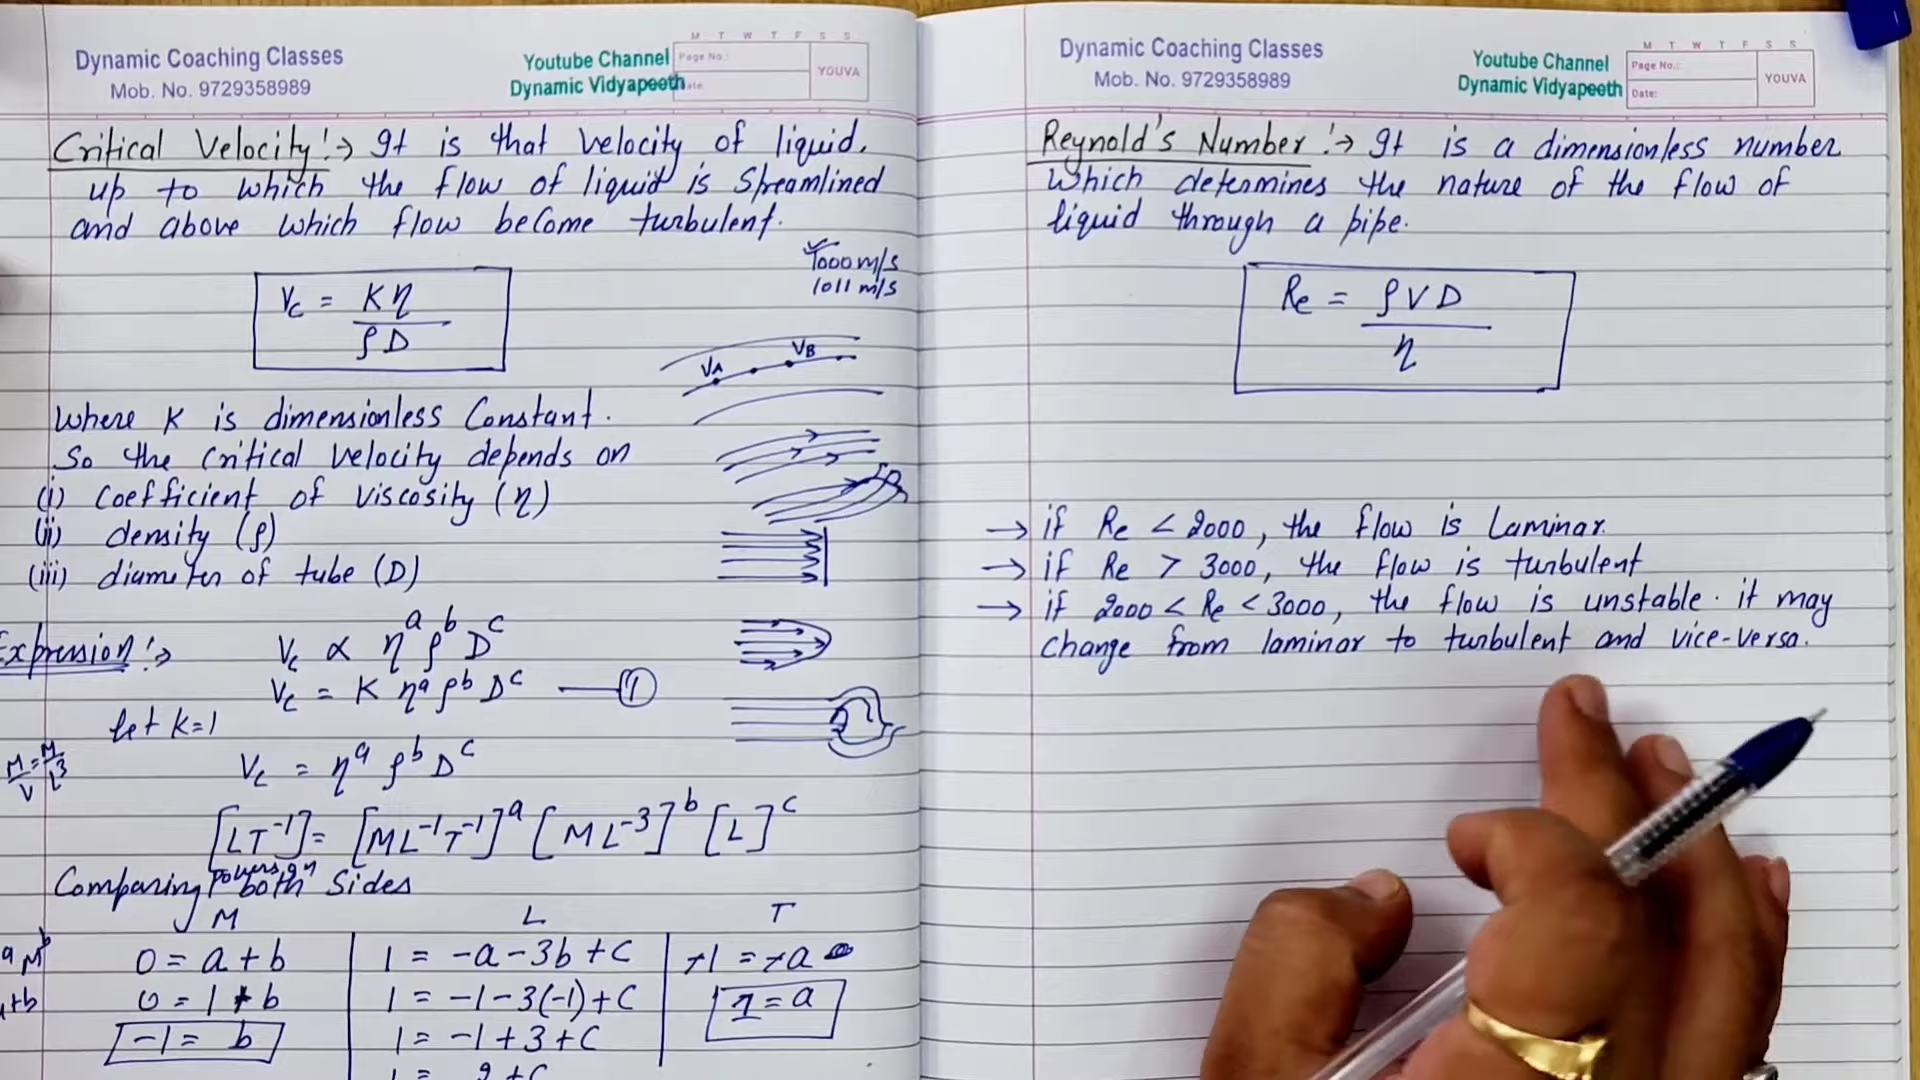 Dynamic Coaching Classes
Mob. No. 9729358989
Youtube Channel
Dynamic Vidyapeeth
M T W T F S S
Page No.:
YOUVA
Critical Velocity :→ It is that velocity of liquid,
up to which the flow of liquid is Streamlined
and above which flow become turbulent.
1000 m/s
1011 m/s
Vc = Kη
ρD
VA VB
Where K is dimensionless Constant.
So the critical velocity depends on
(i) coefficient of viscosity (η)
(ii) density (ρ)
(iii) diameter of tube (D)
Expression :→ Vc ∝ η^a ρ^b D^c
Vc = K η^a ρ^b D^c —①
let k=1
M/V = M/L³
Vc = η^a ρ^b D^c
[LT⁻¹] = [ML⁻¹T⁻¹]^a [ML⁻³]^b [L]^c
Comparing powers on both Sides
M L T
0 = a + b
0 = 1 + b
-1 = b
1 = -a - 3b + c
1 = -1 - 3(-1) + c
1 = -1 + 3 + c
1 = 2 + c
-1 = -a
1 = a
Dynamic Coaching Classes
Mob. No. 9729358989
Youtube Channel
Dynamic Vidyapeeth
M T W T F S S
Page No.:
Date:
YOUVA
Reynold's Number :→ It is a dimensionless number
which determines the nature of the flow of
liquid through a pipe.
Re = ρVD
η
→ if Re < 2000, the flow is Laminar.
→ if Re > 3000, the flow is turbulent
→ if 2000 < Re < 3000, the flow is unstable. it may
change from laminar to turbulent and vice-versa.